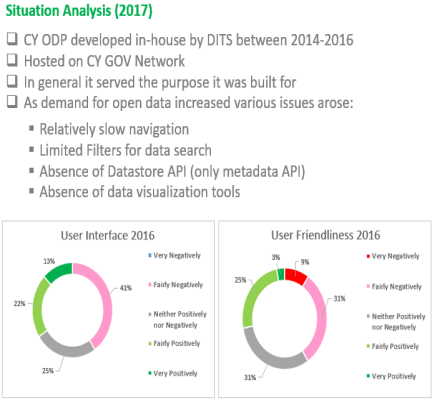 Situation Analysis (2017)
❑ CY ODP developed in-house by DITS between 2014-2016
❑ Hosted on CY GOV Network
❑ In general it served the purpose it was built for
❑ As demand for open data increased various issues arose:
▪ Relatively slow navigation
▪ Limited Filters for data search
▪ Absence of Datastore API (only metadata API)
▪ Absence of data visualization tools
User Interface 2016
13%
41%
22%
25%
Very Negatively
Fairly Negatively
Neither Positively
nor Negatively
Fairly Positively
Very Positively
User Friendliness 2016
3%
9%
25%
31%
31%
Very Negatively
Fairly Negatively
Neither Positively
nor Negatively
Fairly Positively
Very Positively